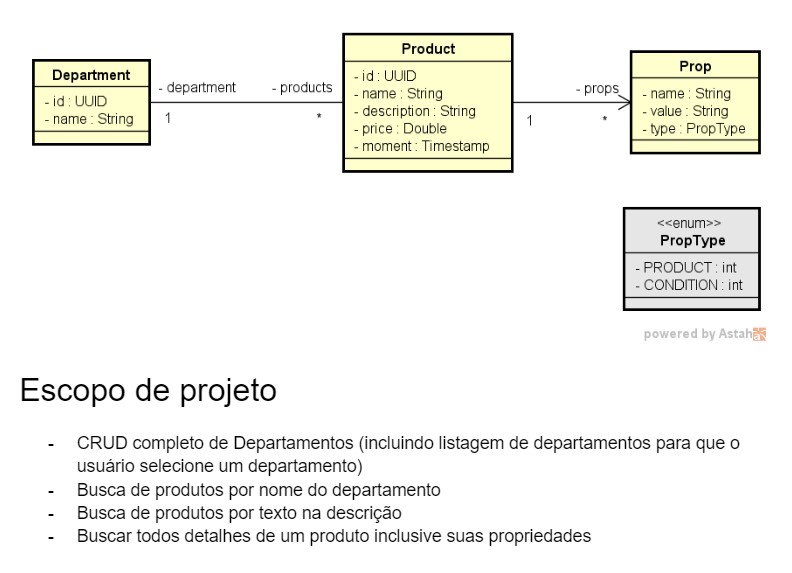 Department
- id : UUID
- name : String
- department
1
- products
*
Product
- id : UUID
- name : String
- description : String
- price : Double
- moment : Timestamp
1
- props
*
Prop
- name : String
- value : String
- type : PropType
<<enum>>
PropType
- PRODUCT : int
- CONDITION : int
powered by Astah
Escopo de projeto
- CRUD completo de Departamentos (incluindo listagem de departamentos para que o
usuário selecione um departamento)
- Busca de produtos por nome do departamento
- Busca de produtos por texto na descrição
- Buscar todos detalhes de um produto inclusive suas propriedades